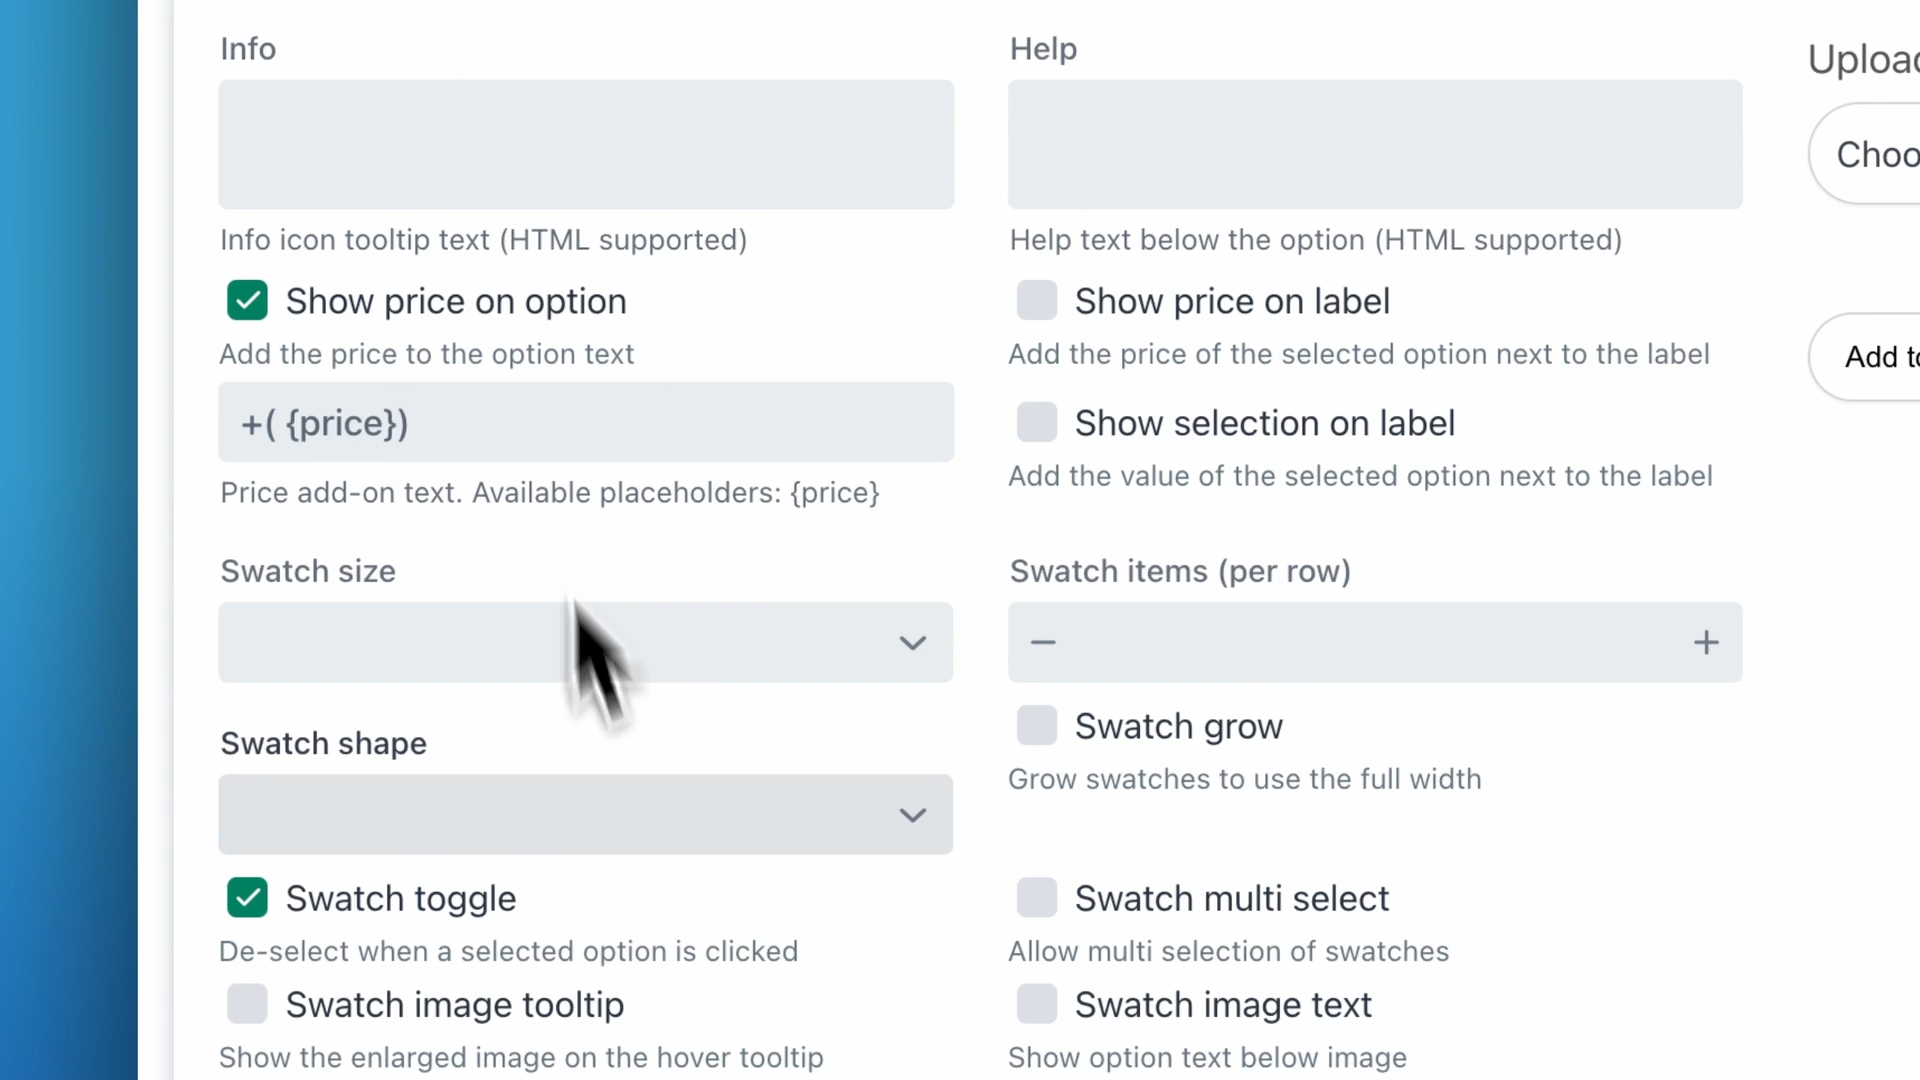 Info
Help
Info icon tooltip text (HTML supported)
Help text below the option (HTML supported)
Show price on option
Show price on label
Add the price to the option text
Add the price of the selected option next to the label
+( {price})
Show selection on label
Price add-on text. Available placeholders: {price}
Add the value of the selected option next to the label
Swatch size
Swatch items (per row)
Swatch shape
Swatch grow
Grow swatches to use the full width
Swatch toggle
Swatch multi select
De-select when a selected option is clicked
Allow multi selection of swatches
Swatch image tooltip
Swatch image text
Show the enlarged image on the hover tooltip
Show option text below image
Add